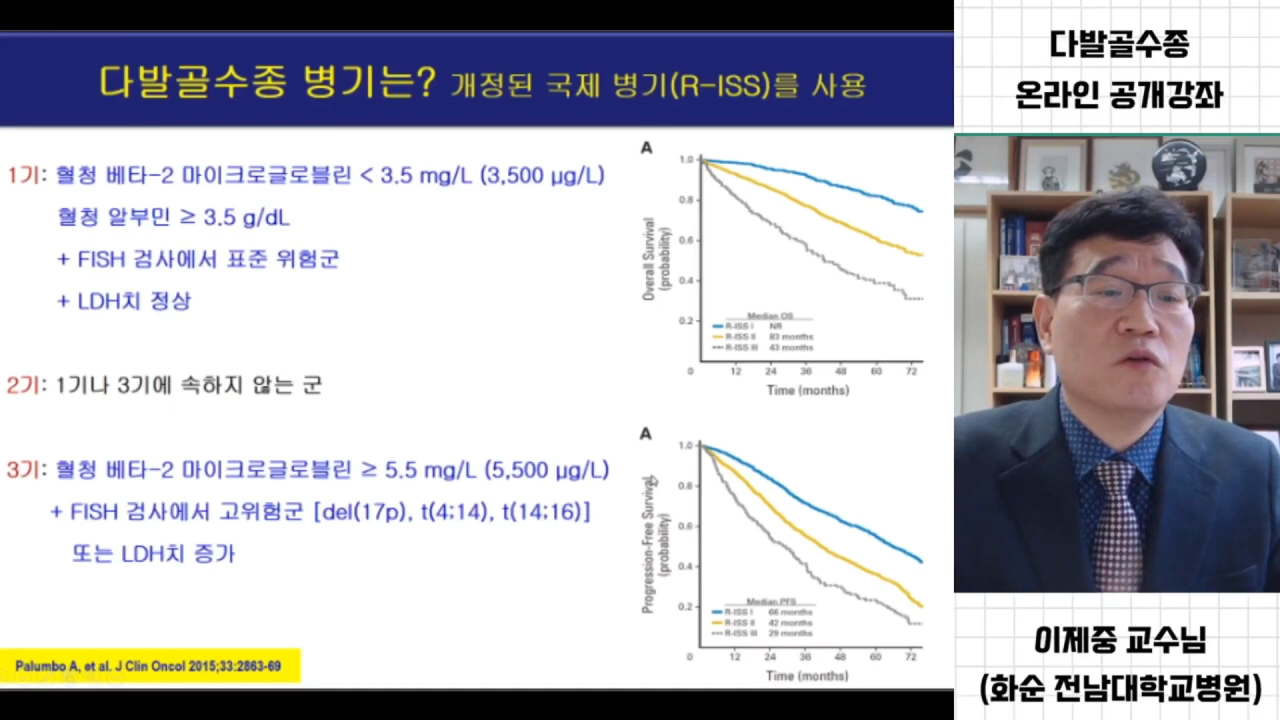 다발골수종 병기는? 개정된 국제 병기(R-ISS)를 사용
1기: 혈청 베타-2 마이크로글로블린 < 3.5 mg/L (3,500 μg/L)
혈청 알부민 ≥ 3.5 g/dL
+ FISH 검사에서 표준 위험군
+ LDH치 정상
2기: 1기나 3기에 속하지 않는 군
3기: 혈청 베타-2 마이크로글로블린 ≥ 5.5 mg/L (5,500 μg/L)
+ FISH 검사에서 고위험군 [del(17p), t(4;14), t(14;16)]
또는 LDH치 증가
Palumbo A, et al. J Clin Oncol 2015;33:2863-69
A
Overall Survival
(probability)
1.0
0.8
0.6
0.4
0.2
Median OS
R-ISS I NR
R-ISS II 83 months
R-ISS III 43 months
0 12 24 36 48 60 72
Time (months)
A
Progression-Free Survival
(probability)
1.0
0.8
0.6
0.4
0.2
Median PFS
R-ISS I 66 months
R-ISS II 42 months
R-ISS III 29 months
0 12 24 36 48 60 72
Time (months)
다발골수종
온라인 공개강좌
이제중 교수님
(화순 전남대학교병원)